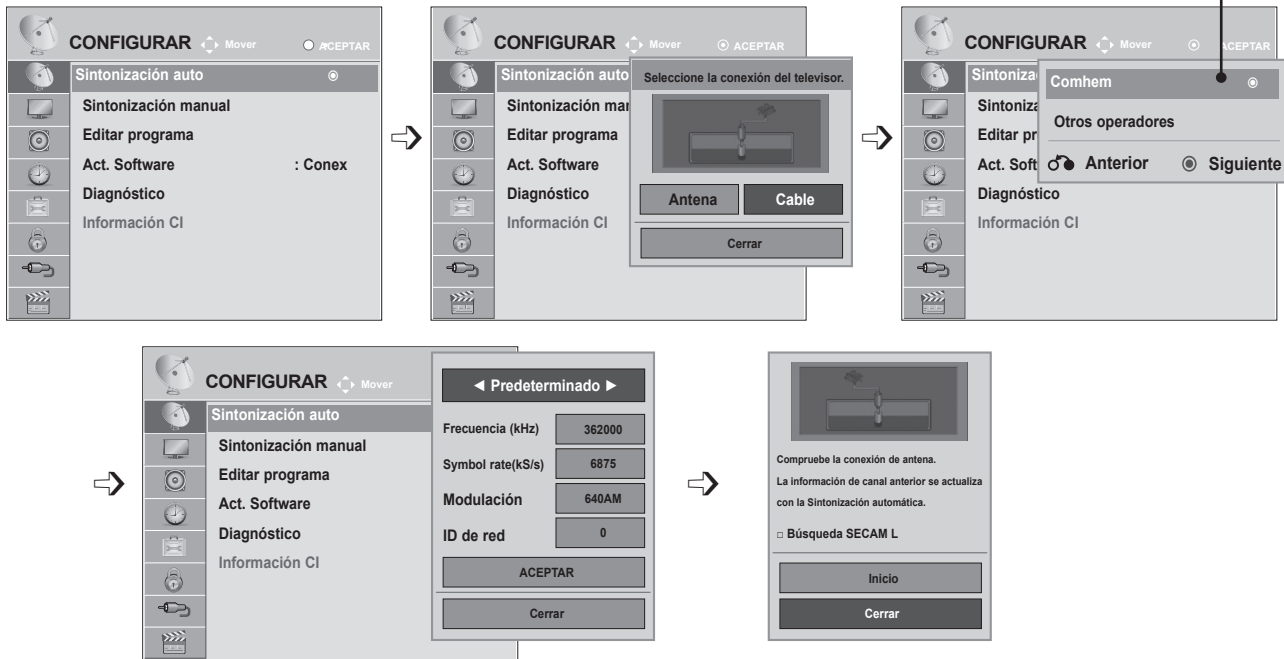 CONFIGURAR Mover ACEPTAR
Sintonización auto
Sintonización manual
Editar programa
Act. Software : Conex
Diagnóstico
Información CI
CONFIGURAR Mover ACEPTAR
Sintonización auto
Sintonización man
Editar programa
Act. Software
Diagnóstico
Información CI
Seleccione la conexión del televisor.
Antena Cable
Cerrar
CONFIGURAR Mover ACEPTAR
Sintoniza
Sintoniza
Editar pr
Act. Soft
Diagnóstico
Información CI
Comhem
Otros operadores
Anterior Siguiente
CONFIGURAR Mover
Sintonización auto
Sintonización manual
Editar programa
Act. Software
Diagnóstico
Información CI
◄ Predeterminado ►
Frecuencia (kHz) 362000
Symbol rate(kS/s) 6875
Modulación 640AM
ID de red 0
ACEPTAR
Cerrar
Compruebe la conexión de antena.
La información de canal anterior se actualiza
con la Sintonización automática.
□ Búsqueda SECAM L
Inicio
Cerrar